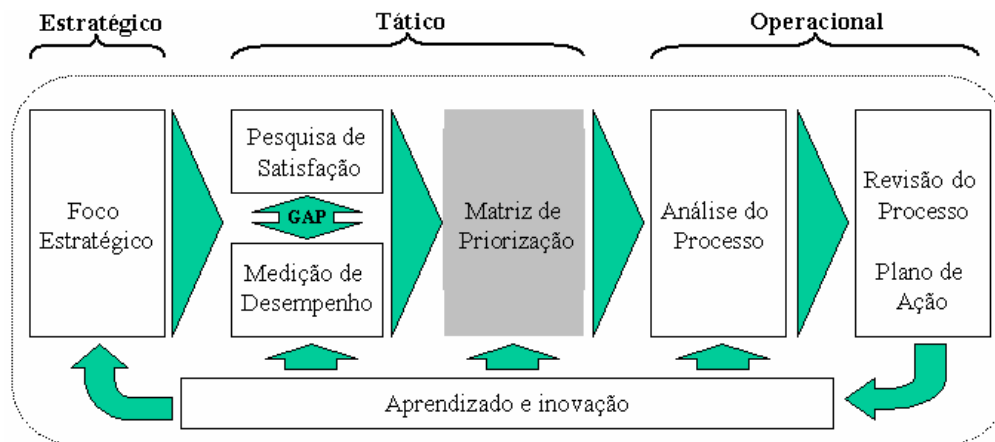 Estratégico
Tático
Operacional
Foco
Estratégico
Pesquisa de
Satisfação
GAP
Medição de
Desempenho
Matriz de
Priorização
Análise do
Processo
Revisão do
Processo
Plano de
Ação
Aprendizado e inovação